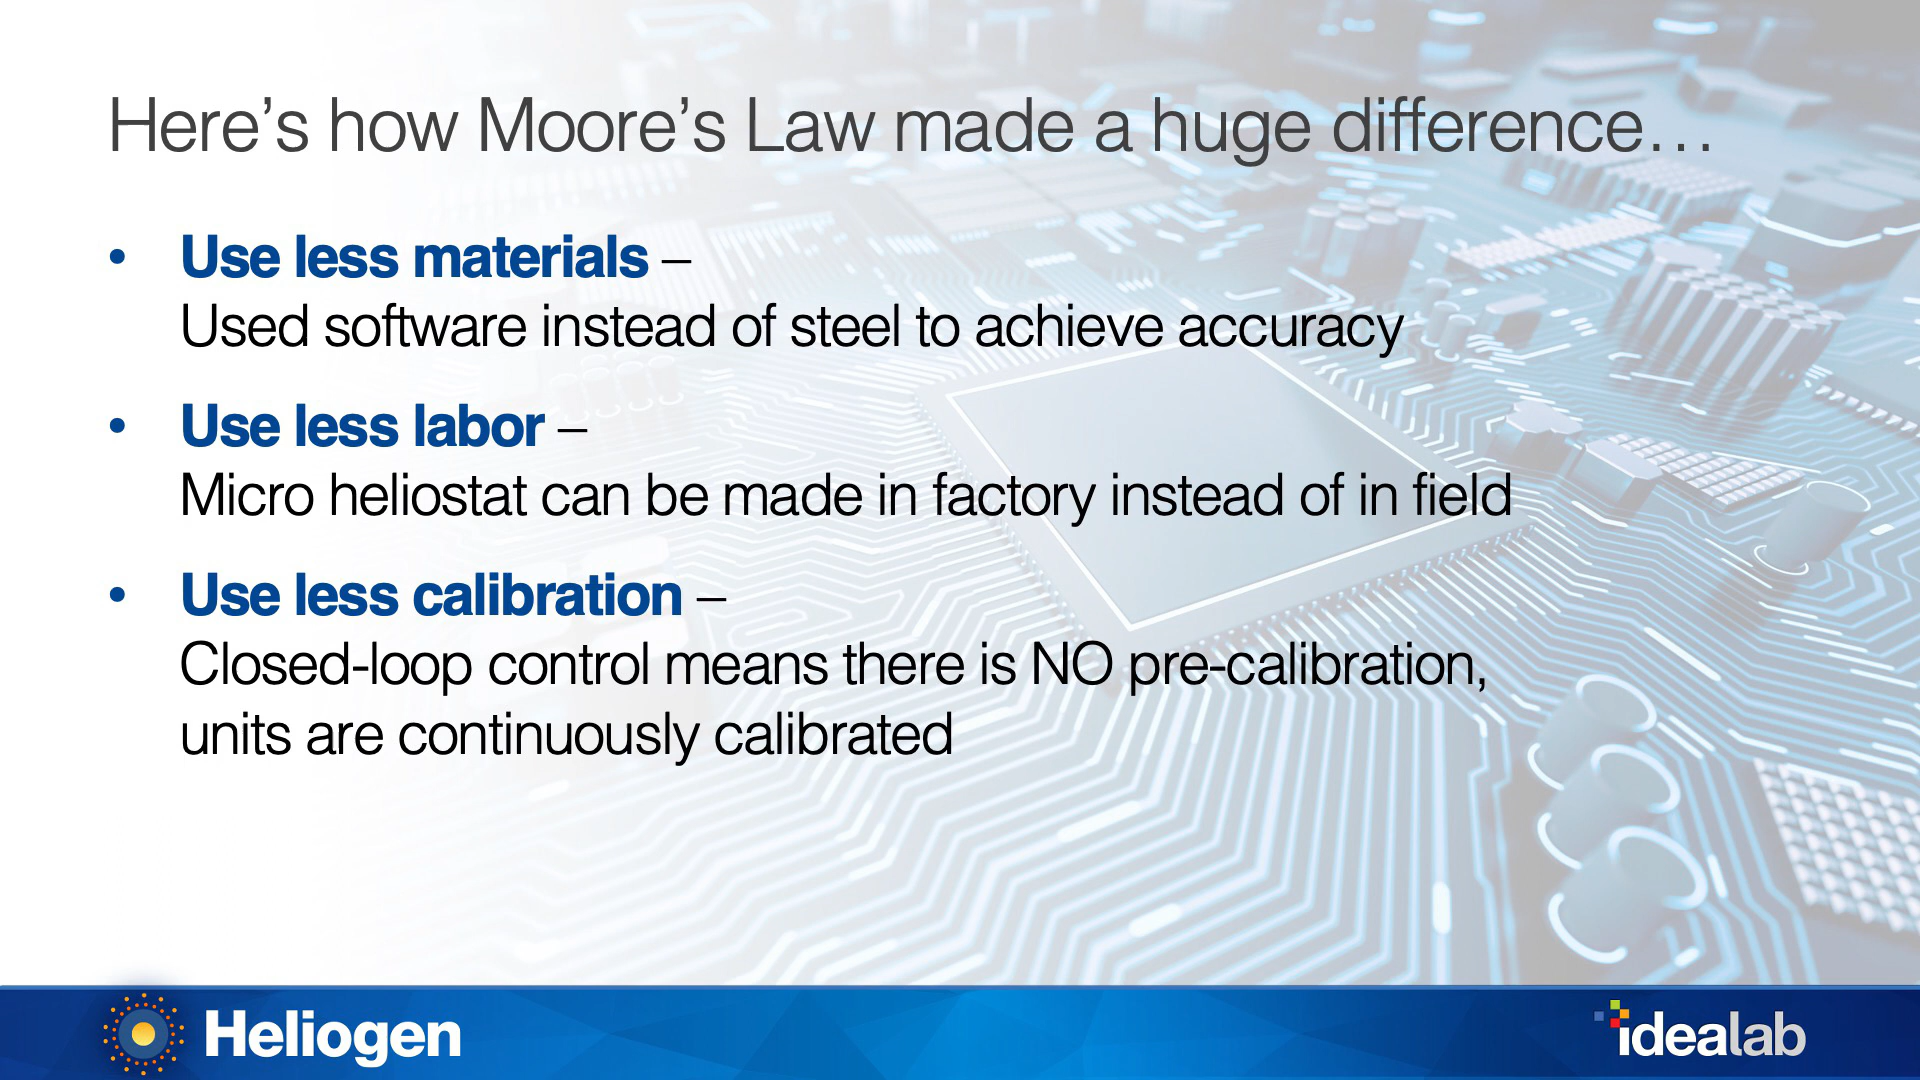 Here’s how Moore’s Law made a huge difference…
• Use less materials –
Used software instead of steel to achieve accuracy
• Use less labor –
Micro heliostat can be made in factory instead of in field
• Use less calibration –
Closed-loop control means there is NO pre-calibration,
units are continuously calibrated
Heliogen
idealab